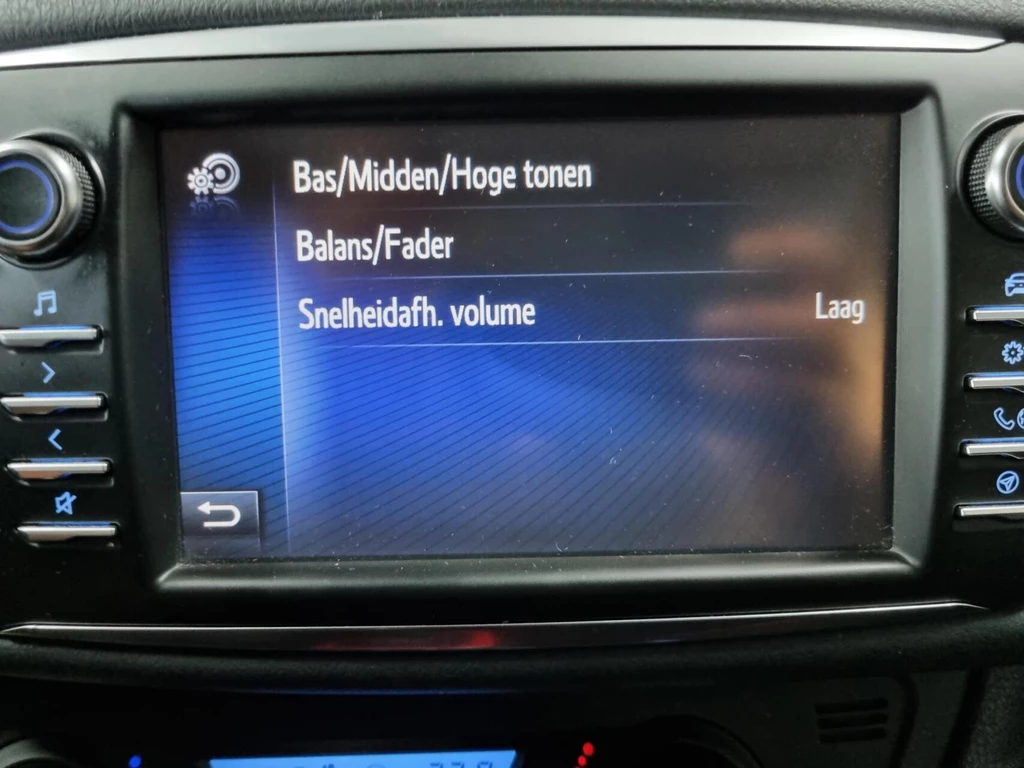 Bas/Midden/Hoge tonen
Balans/Fader
Snelheidafh. volume Laag